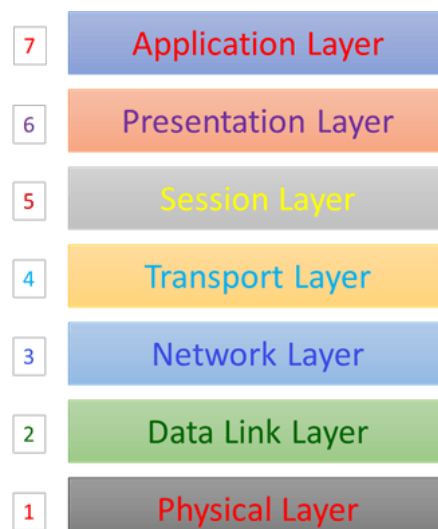 7 Application Layer
6 Presentation Layer
5 Session Layer
4 Transport Layer
3 Network Layer
2 Data Link Layer
1 Physical Layer